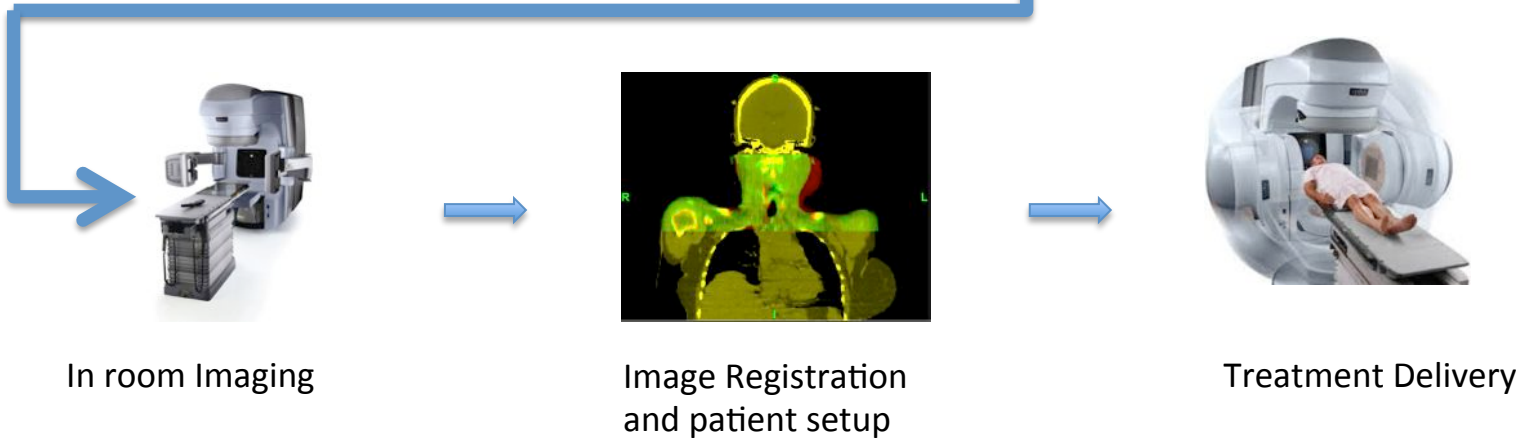 R
L
In room Imaging
Image Registration
and patient setup
Treatment Delivery